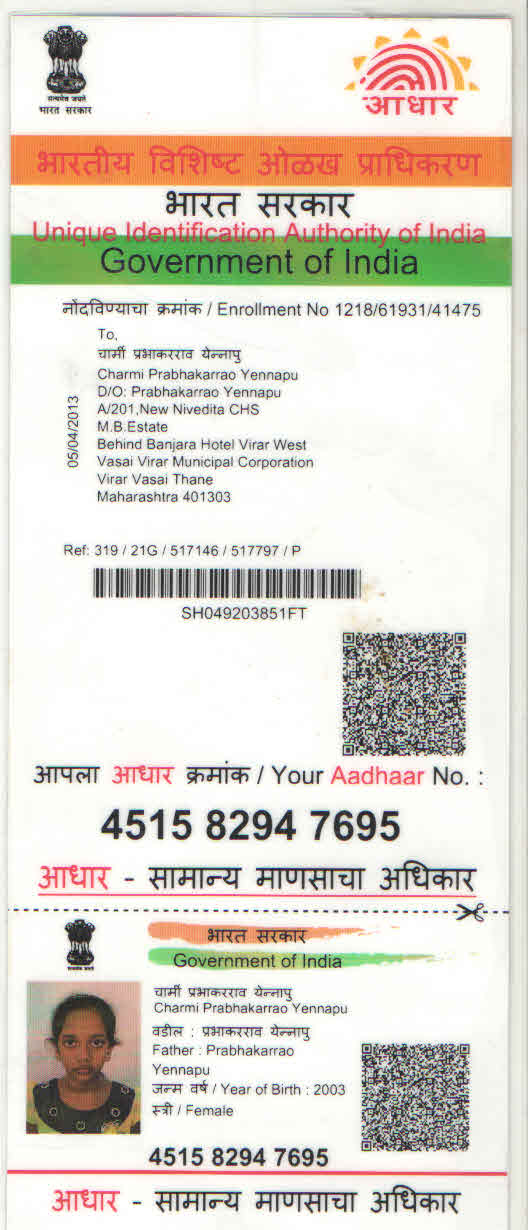 सत्यमेव जयते
भारत सरकार
आधार
भारतीय विशिष्ट ओळख प्राधिकरण
भारत सरकार
Unique Identification Authority of India
Government of India
नोंदविण्याचा क्रमांक / Enrollment No 1218/61931/41475
05/04/2013
To,
चार्मी प्रभाकरराव येन्नापु
Charmi Prabhakarrao Yennapu
D/O: Prabhakarrao Yennapu
A/201,New Nivedita CHS
M.B.Estate
Behind Banjara Hotel Virar West
Vasai Virar Municipal Corporation
Virar Vasai Thane
Maharashtra 401303
Ref: 319 / 21G / 517146 / 517797 / P
SH049203851FT
आपला आधार क्रमांक / Your Aadhaar No. :
4515 8294 7695
आधार - सामान्य माणसाचा अधिकार
सत्यमेव जयते
भारत सरकार
Government of India
चार्मी प्रभाकरराव येन्नापु
Charmi Prabhakarrao Yennapu
वडील : प्रभाकरराव येन्नापु
Father : Prabhakarrao
Yennapu
जन्म वर्ष / Year of Birth : 2003
स्त्री / Female
4515 8294 7695
आधार - सामान्य माणसाचा अधिकार